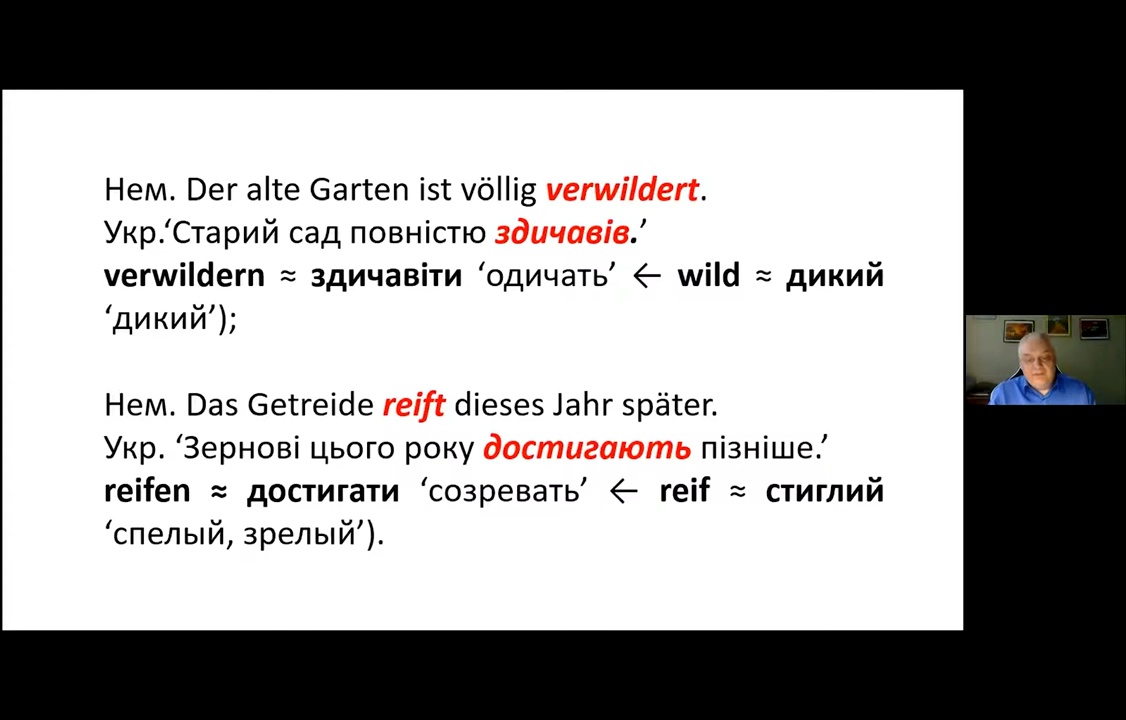 Нем. Der alte Garten ist völlig verwildert.
Укр.‘Старий сад повністю здичавів.’
verwildern ≈ здичавіти ‘одичать’ ← wild ≈ дикий
‘дикий’);
Нем. Das Getreide reift dieses Jahr später.
Укр. ‘Зернові цього року достигають пізніше.’
reifen ≈ достигати ‘созревать’ ← reif ≈ стиглий
‘спелый, зрелый’).